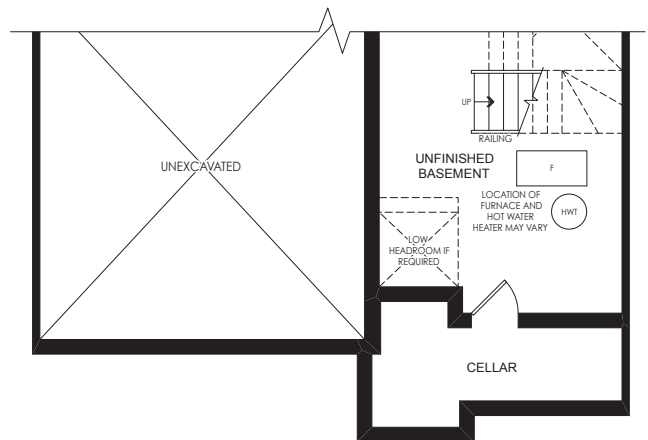 UP
RAILING
UNFINISHED
BASEMENT
F
UNEXCAVATED
LOCATION OF
FURNACE AND
HOT WATER
HEATER MAY VARY
HWT
LOW
HEADROOM IF
REQUIRED
CELLAR